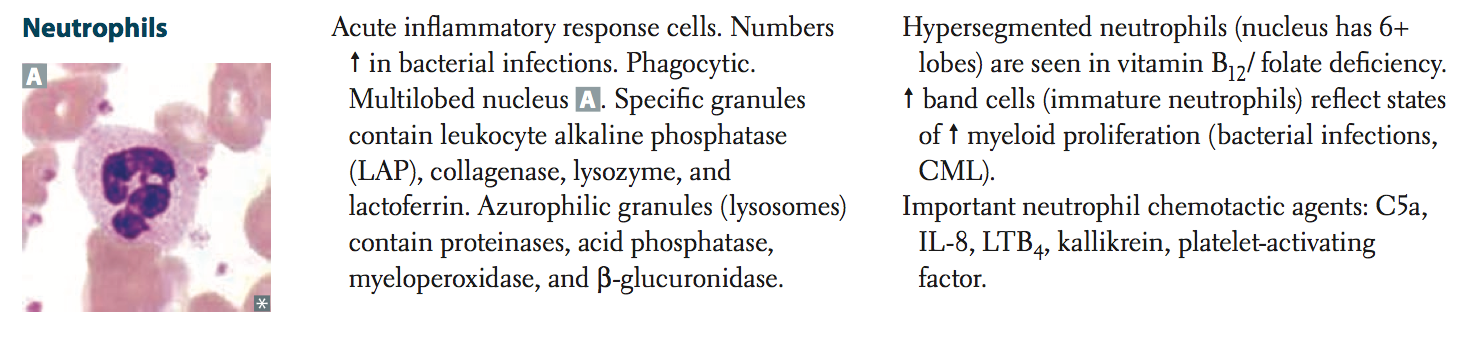 Neutrophils
A
Acute inflammatory response cells. Numbers
↑ in bacterial infections. Phagocytic.
Multilobed nucleus A. Specific granules
contain leukocyte alkaline phosphatase
(LAP), collagenase, lysozyme, and
lactoferrin. Azurophilic granules (lysosomes)
contain proteinases, acid phosphatase,
myeloperoxidase, and β-glucuronidase.
Hypersegmented neutrophils (nucleus has 6+
lobes) are seen in vitamin B₁₂/ folate deficiency.
↑ band cells (immature neutrophils) reflect states
of ↑ myeloid proliferation (bacterial infections,
CML).
Important neutrophil chemotactic agents: C5a,
IL-8, LTB₄, kallikrein, platelet-activating
factor.